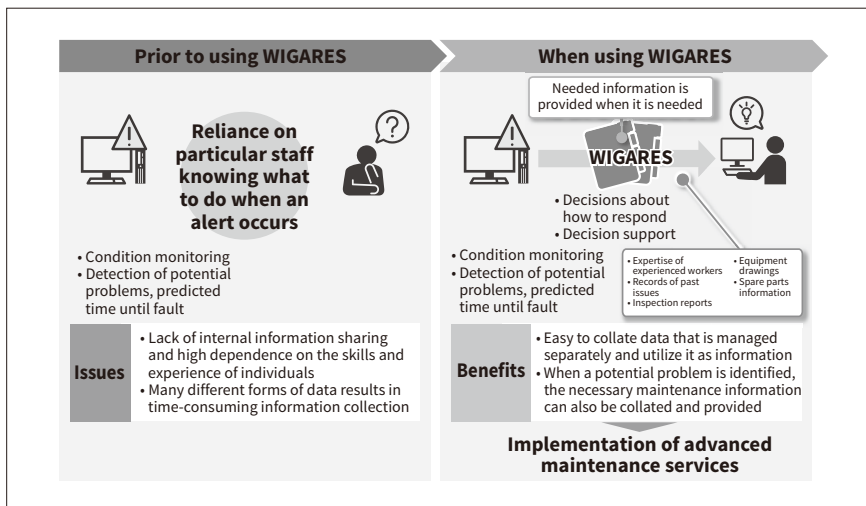 Prior to using WIGARES
Reliance on
particular staff
knowing what
to do when an
alert occurs
• Condition monitoring
• Detection of potential
problems, predicted
time until fault
Issues
• Lack of internal information sharing
and high dependence on the skills and
experience of individuals
• Many different forms of data results in
time-consuming information collection
When using WIGARES
Needed information is
provided when it is needed
WIGARES
• Decisions about
how to respond
• Decision support
• Condition monitoring
• Detection of potential
problems, predicted
time until fault
• Expertise of
experienced workers
• Records of past
issues
• Inspection reports
• Equipment
drawings
• Spare parts
information
Benefits
• Easy to collate data that is managed
separately and utilize it as information
• When a potential problem is identified,
the necessary maintenance information
can also be collated and provided
Implementation of advanced
maintenance services